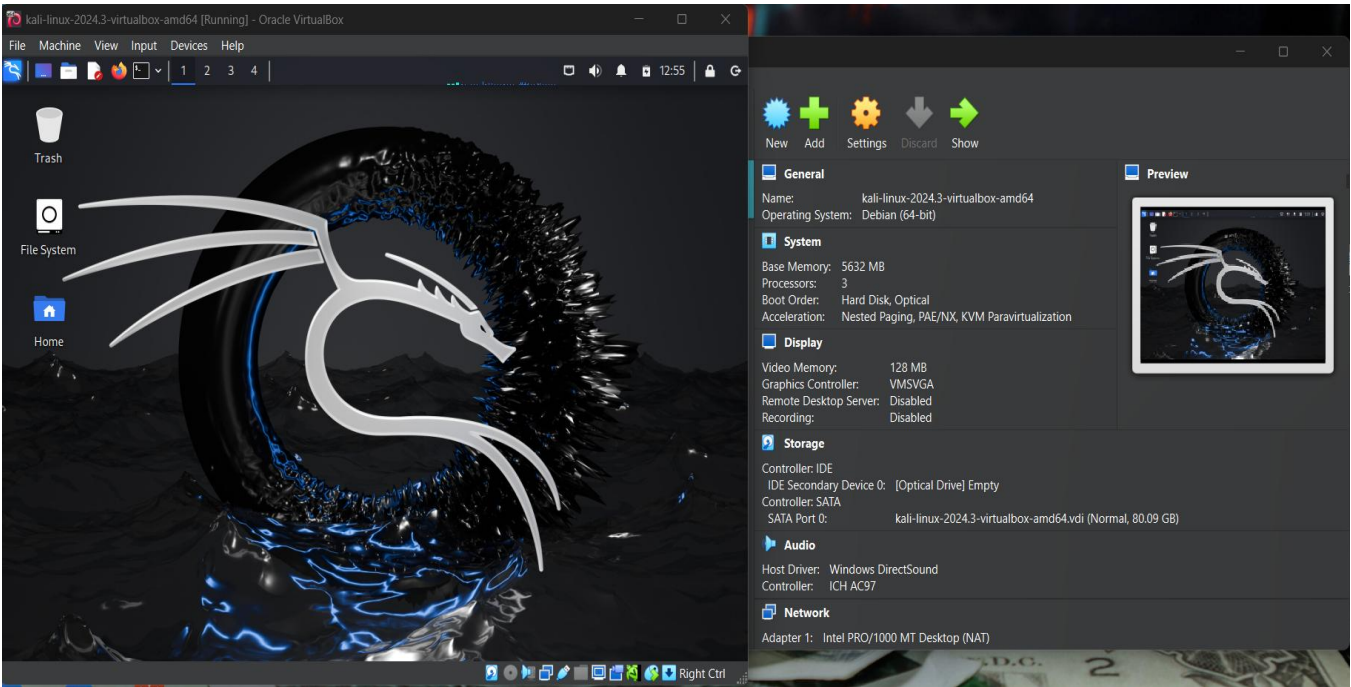 kali-linux-2024.3-virtualbox-amd64 [Running] - Oracle VirtualBox
File Machine View Input Devices Help
1 2 3 4 12:55
Trash
File System
Home
Right Ctrl
New Add Settings Discard Show
General
Name: kali-linux-2024.3-virtualbox-amd64
Operating System: Debian (64-bit)
System
Base Memory: 5632 MB
Processors: 3
Boot Order: Hard Disk, Optical
Acceleration: Nested Paging, PAE/NX, KVM Paravirtualization
Display
Video Memory: 128 MB
Graphics Controller: VMSVGA
Remote Desktop Server: Disabled
Recording: Disabled
Storage
Controller: IDE
IDE Secondary Device 0: [Optical Drive] Empty
Controller: SATA
SATA Port 0: kali-linux-2024.3-virtualbox-amd64.vdi (Normal, 80.09 GB)
Audio
Host Driver: Windows DirectSound
Controller: ICH AC97
Network
Adapter 1: Intel PRO/1000 MT Desktop (NAT)
Preview
D.C. 2